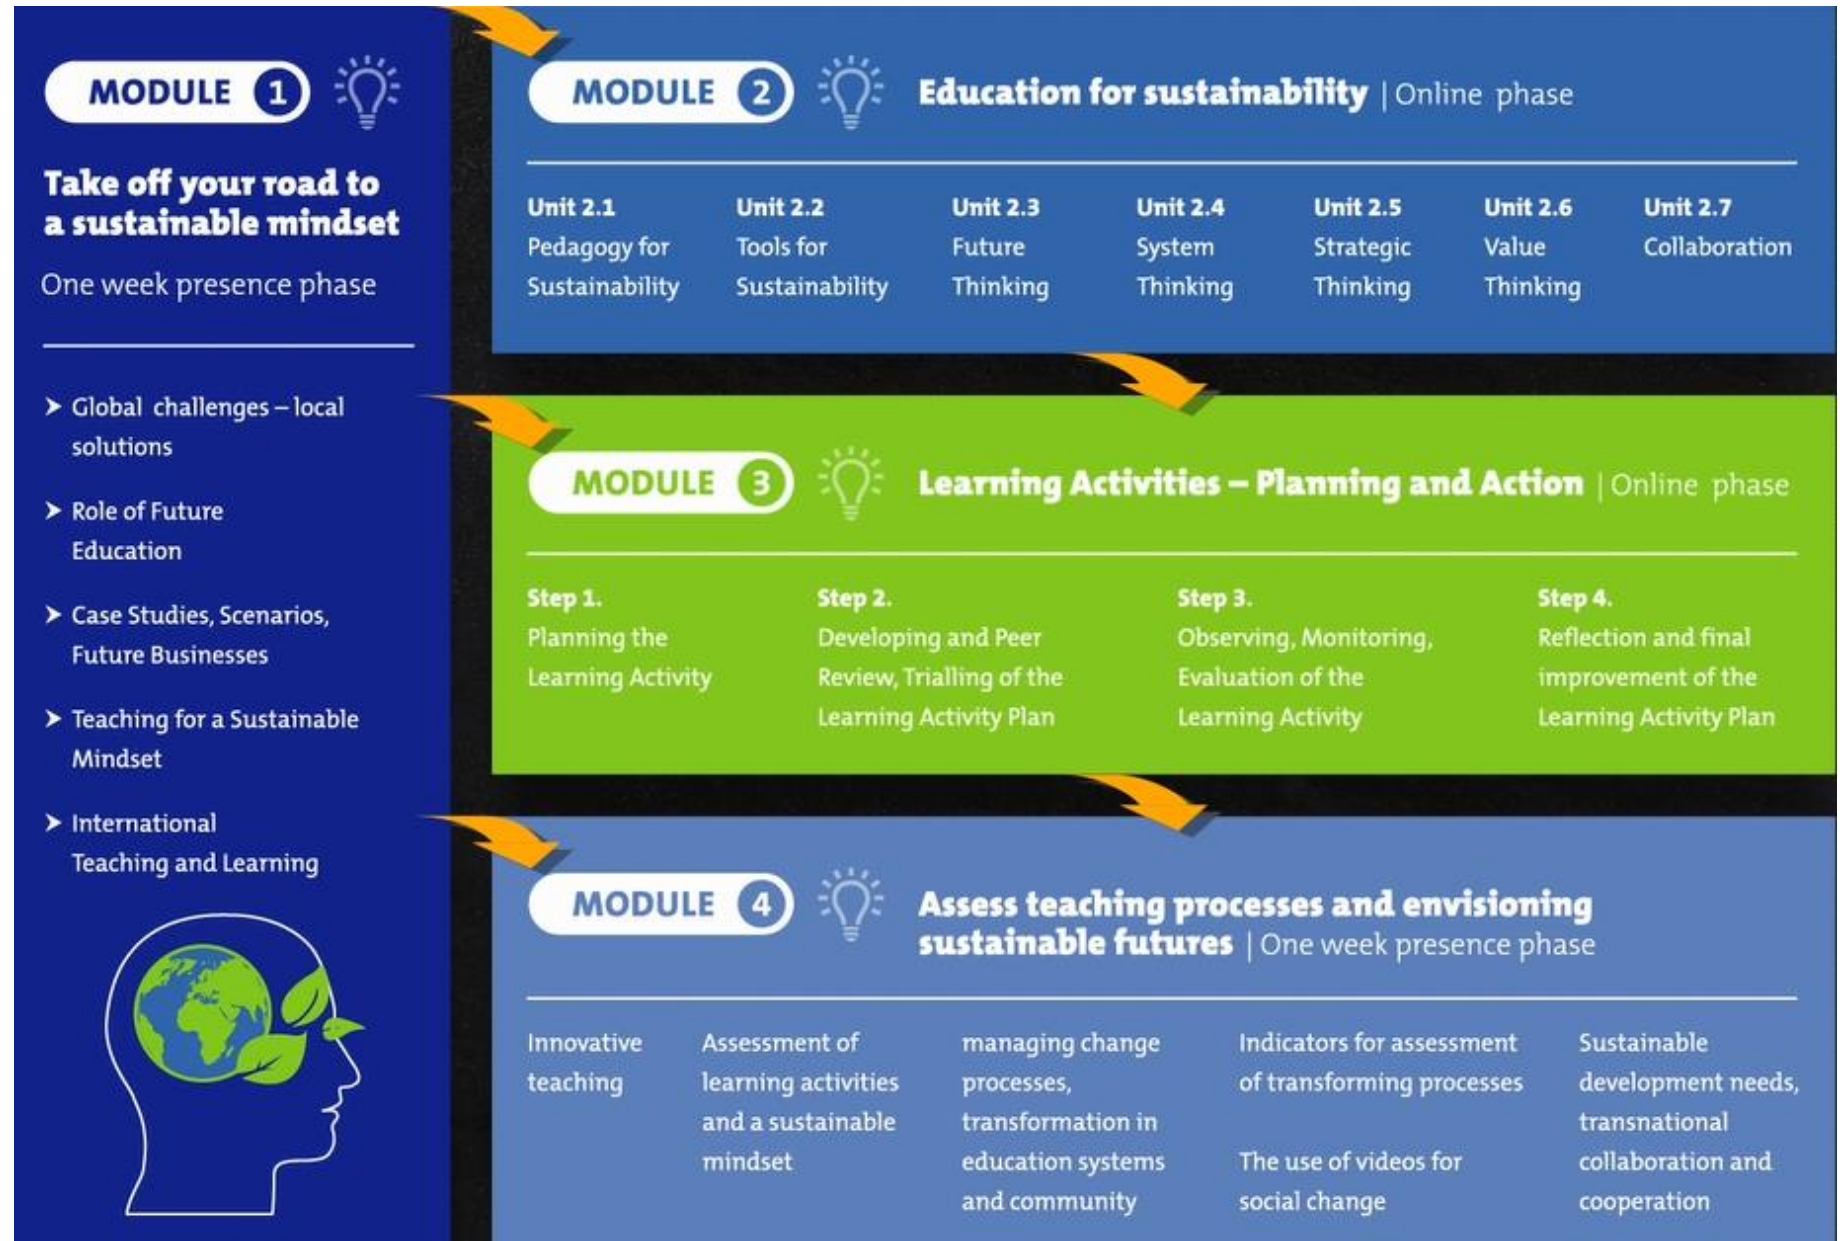 MODULE 1
Take off your road to
a sustainable mindset
One week presence phase
➤ Global challenges – local
solutions
➤ Role of Future
Education
➤ Case Studies, Scenarios,
Future Businesses
➤ Teaching for a Sustainable
Mindset
➤ International
Teaching and Learning
MODULE 2
Education for sustainability | Online phase
Unit 2.1
Pedagogy for
Sustainability
Unit 2.2
Tools for
Sustainability
Unit 2.3
Future
Thinking
Unit 2.4
System
Thinking
Unit 2.5
Strategic
Thinking
Unit 2.6
Value
Thinking
Unit 2.7
Collaboration
MODULE 3
Learning Activities – Planning and Action | Online phase
Step 1.
Planning the
Learning Activity
Step 2.
Developing and Peer
Review, Trialling of the
Learning Activity Plan
Step 3.
Observing, Monitoring,
Evaluation of the
Learning Activity
Step 4.
Reflection and final
improvement of the
Learning Activity Plan
MODULE 4
Assess teaching processes and envisioning
sustainable futures | One week presence phase
Innovative
teaching
Assessment of
learning activities
and a sustainable
mindset
managing change
processes,
transformation in
education systems
and community
Indicators for assessment
of transforming processes
The use of videos for
social change
Sustainable
development needs,
transnational
collaboration and
cooperation